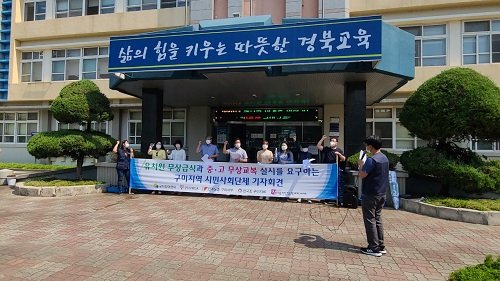 삶의 힘을 키우는 따뜻한 경북교육
유치원 무상급식과 중·고 무상교복 실시를 요구하는
구미지역 시민사회단체 기자회견